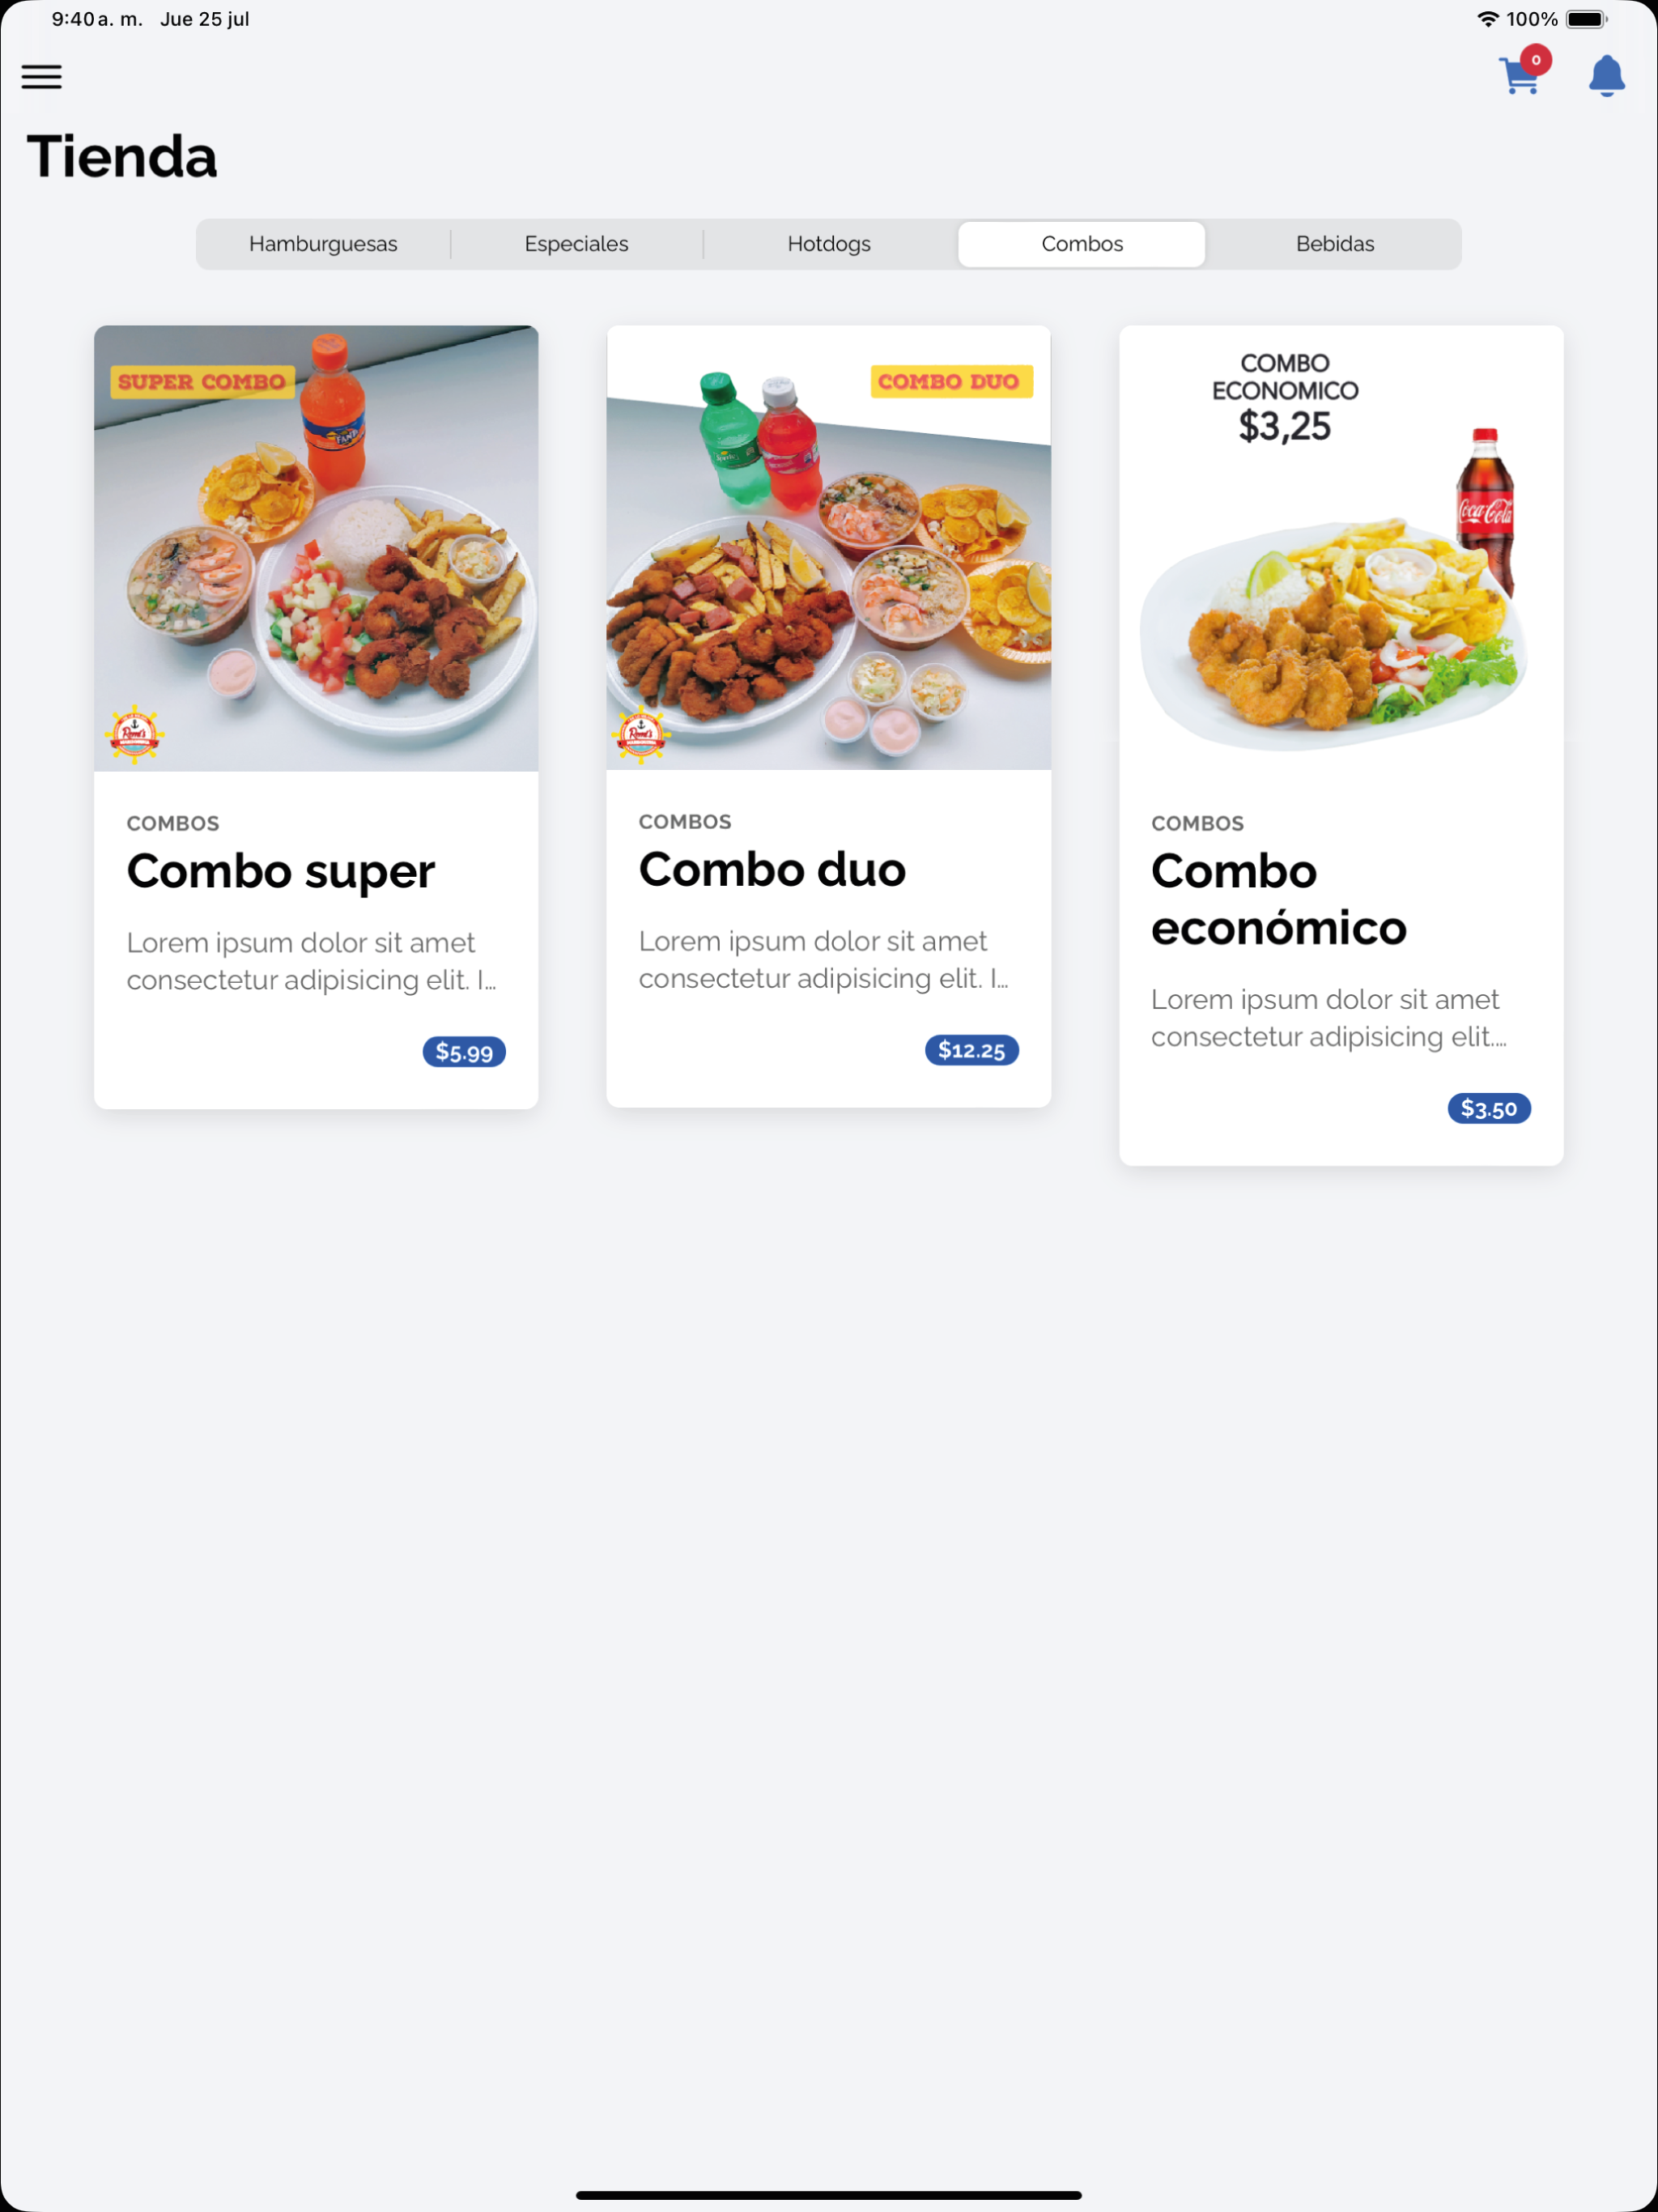 9:40 a. m. Jue 25 jul
100%
0
Tienda
Hamburguesas
Especiales
Hotdogs
Combos
Bebidas
SUPER COMBO
COMBOS
Combo super
Lorem ipsum dolor sit amet
consectetur adipisicing elit. I...
$5.99
COMBO DUO
COMBOS
Combo duo
Lorem ipsum dolor sit amet
consectetur adipisicing elit. I...
$12.25
COMBO
ECONOMICO
$3,25
Coca-Cola
COMBOS
Combo
económico
Lorem ipsum dolor sit amet
consectetur adipisicing elit....
$3.50